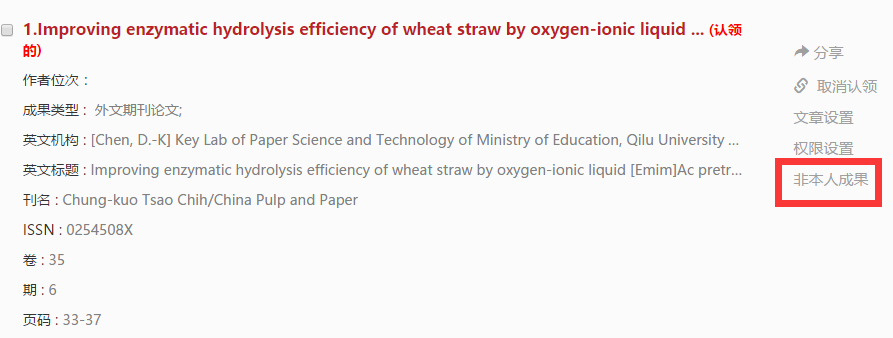 1.Improving enzymatic hydrolysis efficiency of wheat straw by oxygen-ionic liquid ... (认领的)
作者位次 :
成果类型 : 外文期刊论文;
英文机构 : [Chen, D.-K] Key Lab of Paper Science and Technology of Ministry of Education, Qilu University ...
英文标题 : Improving enzymatic hydrolysis efficiency of wheat straw by oxygen-ionic liquid [Emim]Ac pretr...
刊名 : Chung-kuo Tsao Chih/China Pulp and Paper
ISSN : 0254508X
卷 : 35
期 : 6
页码 : 33-37
分享
取消认领
文章设置
权限设置
非本人成果